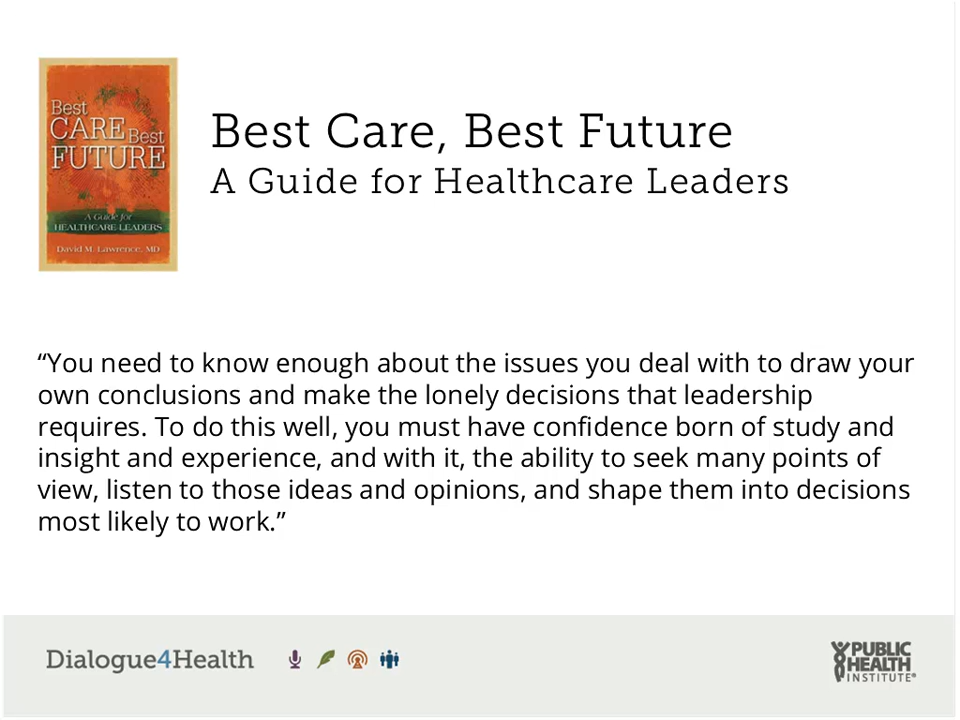 Best
CARE Best
FUTURE
A Guide for
HEALTHCARE LEADERS
David M. Lawrence, MD
Best Care, Best Future
A Guide for Healthcare Leaders
“You need to know enough about the issues you deal with to draw your
own conclusions and make the lonely decisions that leadership
requires. To do this well, you must have confidence born of study and
insight and experience, and with it, the ability to seek many points of
view, listen to those ideas and opinions, and shape them into decisions
most likely to work.”
Dialogue4Health
PUBLIC
HEALTH
INSTITUTE®